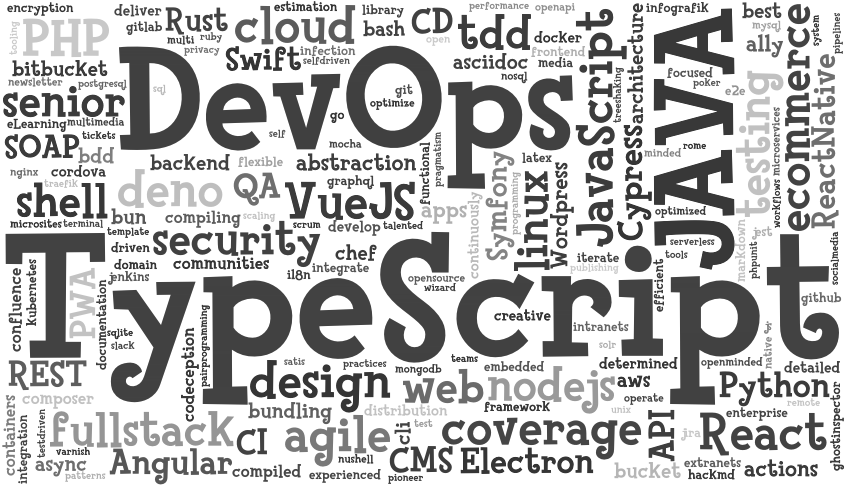 encryption
deliver
estimation
library
performance
openapi
infografik
best
tooling
PHP
gitlab
Rust
cloud
bash
CD
tdd
docker
mysql
system
pipelines
multi
ruby
privacy
open
frontend
ally
bitbucket
Swift
infection
selfdriven
asciidoc
media
JavaScript
architecture
JAVA
newsletter
postgresql
sql
DevOps
git
optimize
nosql
treeshaking
focused
poker
e2e
senior
eLearning
multimedia
tickets
go
self
mocha
testing
microservices
workflows
ecommerce
ReactNative
SOAP
bdd
backend
flexible
abstraction
functional
pragmatism
latex
minded
rome
nginx
cordova
traefik
deno
QA
graphql
VueJS
Symfony
programming
linux
Wordpress
Cypress
shell
bun
compiling
scaling
apps
continuously
optimized
microsites
terminal
template
scrum
develop
talented
markdown
jest
phpunit
socialmedia
driven
security
chef
iterate
serverless
tools
domain
communities
i18n
integrate
publishing
efficient
jenkins
confluence
Kubernetes
PWA
documentation
TypeScript
opensource
wizard
github
sqlite
slack
codeception
pairprogramming
creative
intranets
solr
native
REST
satis
practices
mongodb
teams
embedded
determined
openminded
detailed
composer
design
web
nodejs
aws
operate
Python
remote
containers
integration
testdriven
bundling
distribution
framework
unix
enterprise
ghostinspector
fullstack
CI
agile
cli
test
coverage
API
jra
React
varnish
async
patterns
Angular
compiled
nushell
experienced
CMS
pioneer
Electron
bucket
extranets
hacKmd
actions